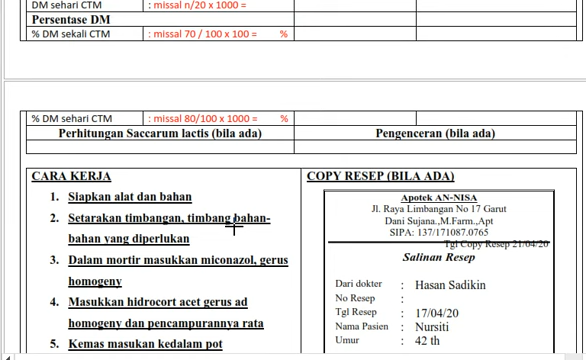 DM sehari CTM : missal n/20 x 1000 =
Persentase DM
% DM sekali CTM : missal 70 / 100 x 100 = %
% DM sehari CTM : missal 80/100 x 1000 = %
Perhitungan Saccarum lactis (bila ada) Pengenceran (bila ada)
CARA KERJA
1. Siapkan alat dan bahan
2. Setarakan timbangan, timbang bahan-
bahan yang diperlukan
3. Dalam mortir masukkan miconazol, gerus
homogeny
4. Masukkan hidrocort acet gerus ad
homogeny dan pencampurannya rata
5. Kemas masukan kedalam pot
COPY RESEP (BILA ADA)
Apotek AN-NISA
Jl. Raya Limbangan No 17 Garut
Dani Sujana.,M.Farm.,Apt
SIPA: 137/171087.0765
Tgl Copy Resep 21/04/20
Salinan Resep
Dari dokter : Hasan Sadikin
No Resep :
Tgl Resep : 17/04/20
Nama Pasien : Nursiti
Umur : 42 th